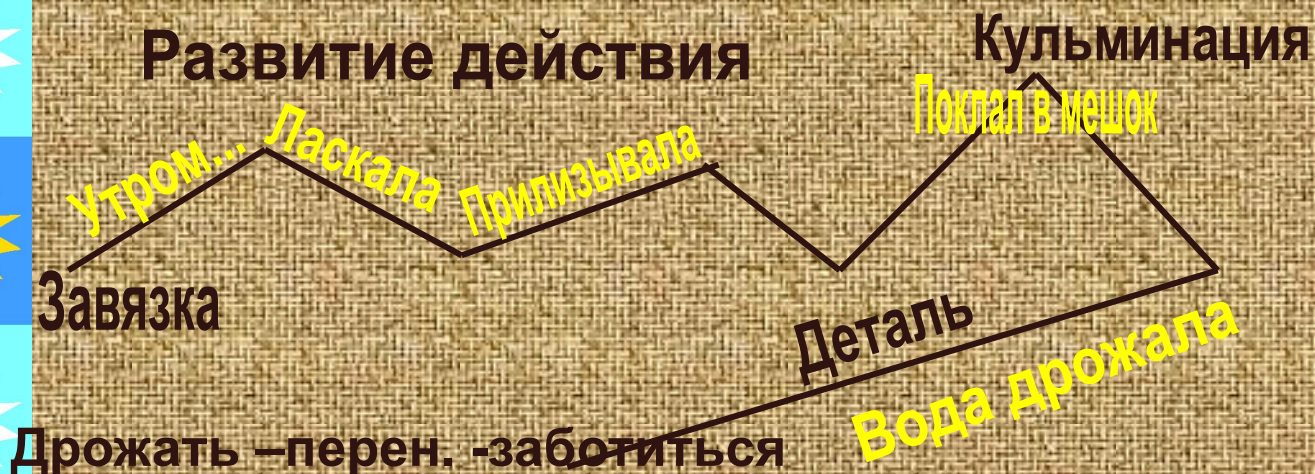 Развитие действия
Кульминация
Утром...
Ласкала
Прилизывала
Поклал в мешок
Завязка
Деталь
Вода дрожала
Дрожать –перен. -заботиться